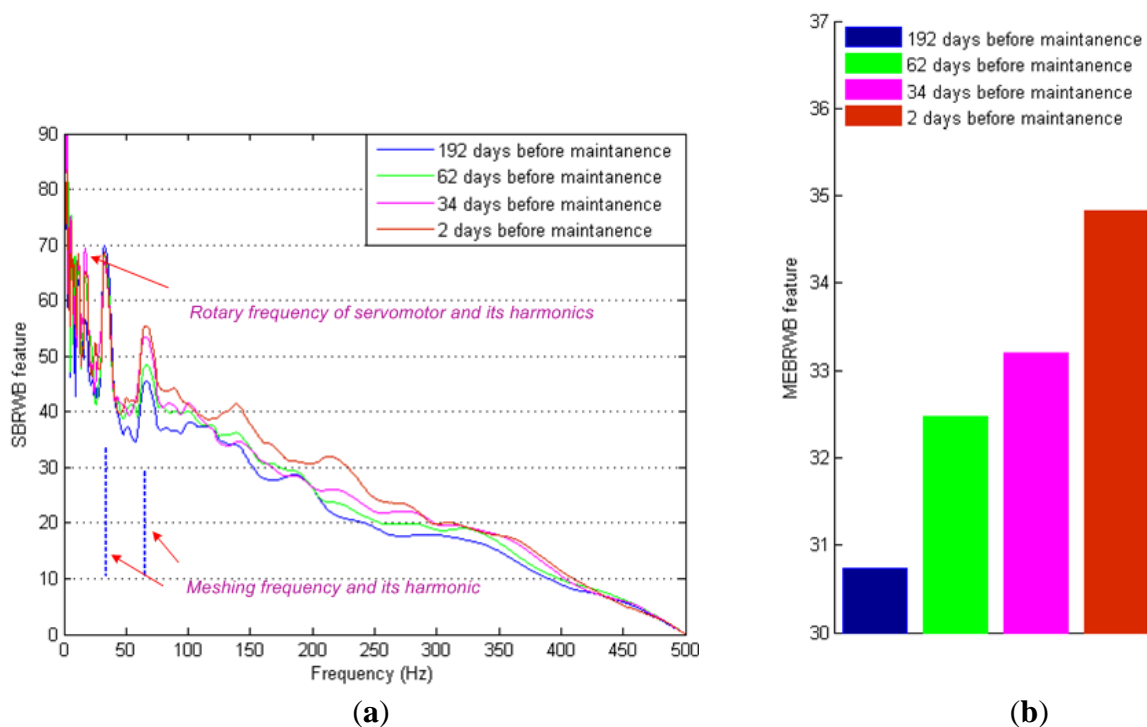 90
80
70
60
50
40
30
20
10
0
SBRWB feature
192 days before maintanence
62 days before maintanence
34 days before maintanence
2 days before maintanence
Rotary frequency of servomotor and its harmonics
Meshing frequency and its harmonic
0 50 100 150 200 250 300 350 400 450 500
Frequency (Hz)
(a)
37
36
35
34
33
32
31
30
MEBRWB feature
192 days before maintanence
62 days before maintanence
34 days before maintanence
2 days before maintanence
(b)